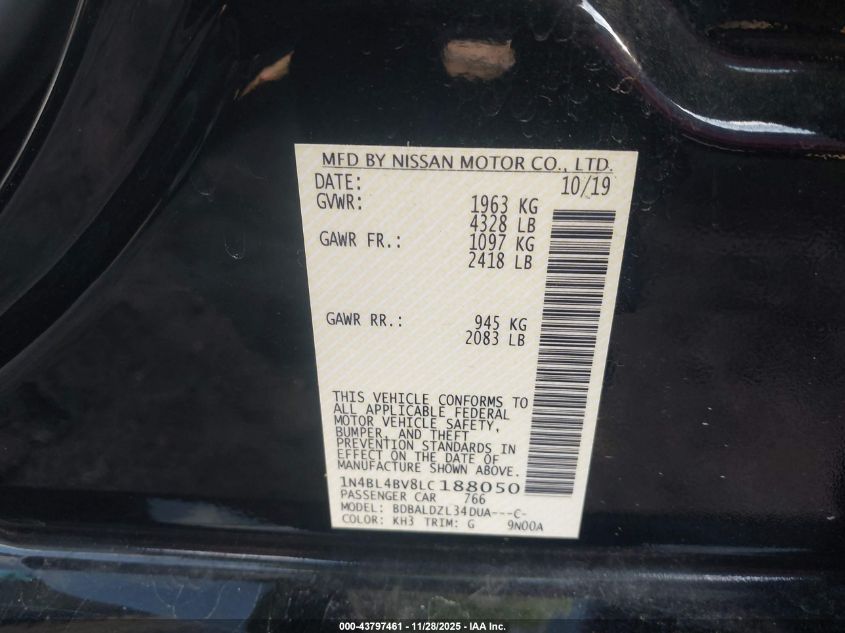 MFD BY NISSAN MOTOR CO., LTD.
DATE: 10/19
GVWR: 1963 KG
4328 LB
GAWR FR.: 1097 KG
2418 LB
GAWR RR.: 945 KG
2083 LB
THIS VEHICLE CONFORMS TO
ALL APPLICABLE FEDERAL
MOTOR VEHICLE SAFETY,
BUMPER, AND THEFT
PREVENTION STANDARDS IN
EFFECT ON THE DATE OF
MANUFACTURE SHOWN ABOVE.
1N4BL4BV8LC188050
PASSENGER CAR 766
MODEL: BDBALDZL34DUA---C-
COLOR: KH3 TRIM: G 9N00A
000-43797461 - 11/28/2025 - IAA Inc.